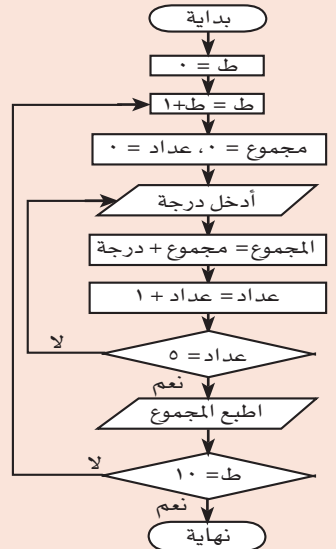 بداية
ط = ٠
ط = ط+١
مجموع = ٠، عداد = ٠
أدخل درجة
المجموع = مجموع + درجة
عداد = عداد + ١
عداد = ٥
لا
نعم
اطبع المجموع
ط = ١٠
لا
نعم
نهاية